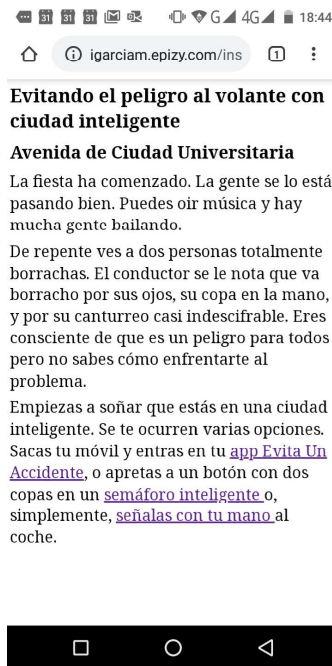 31 31 31 G 4G 18:44
igarciam.epizy.com/ins 1
Evitando el peligro al volante con
ciudad inteligente
Avenida de Ciudad Universitaria
La fiesta ha comenzado. La gente se lo está
pasando bien. Puedes oir música y hay
mucha gente bailando.
De repente ves a dos personas totalmente
borrachas. El conductor se le nota que va
borracho por sus ojos, su copa en la mano,
y por su canturreo casi indescifrable. Eres
consciente de que es un peligro para todos
pero no sabes cómo enfrentarte al
problema.
Empiezas a soñar que estás en una ciudad
inteligente. Se te ocurren varias opciones.
Sacas tu móvil y entras en tu app Evita Un
Accidente, o apretas a un botón con dos
copas en un semáforo inteligente o,
simplemente, señalas con tu mano al
coche.